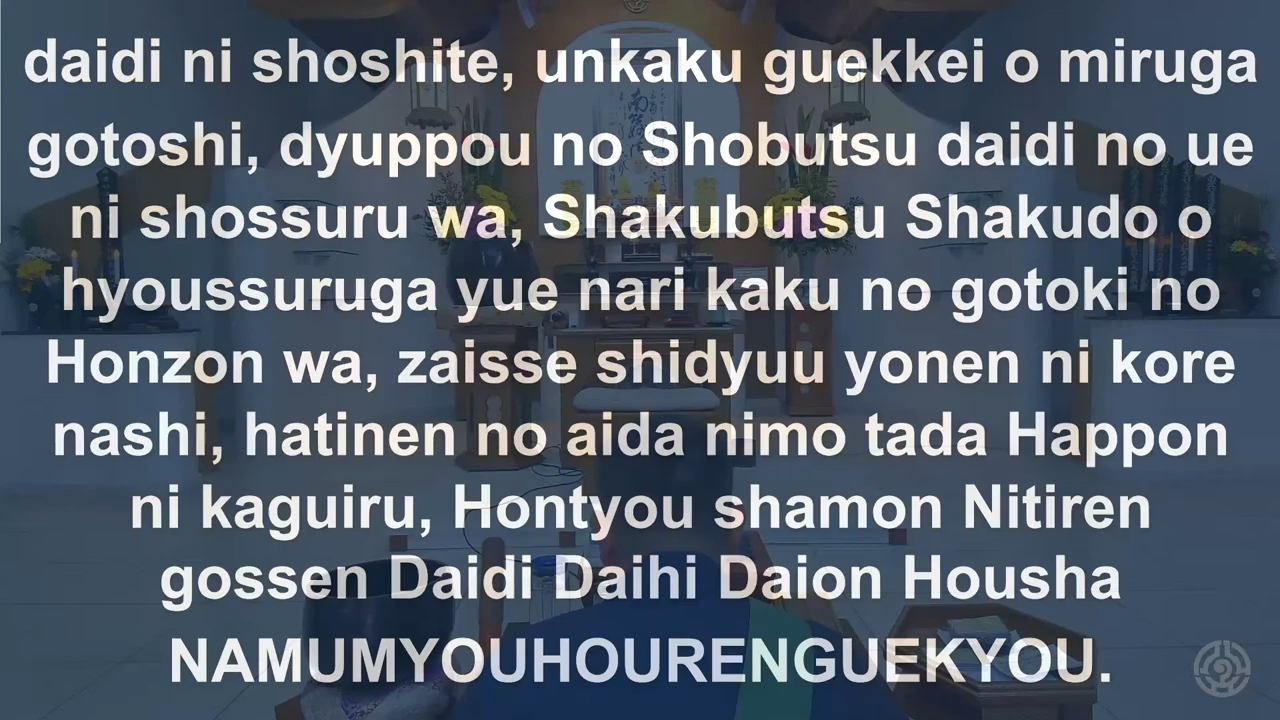 daidi ni shoshite, unkaku guekkei o miruga
gotoshi, dyuppou no Shobutsu daidi no ue
ni shossuru wa, Shakubutsu Shakudo o
hyoussuruga yue nari kaku no gotoki no
Honzon wa, zaisse shidyuu yonen ni kore
nashi, hatinen no aida nimo tada Happon
ni kaguiru, Hontyou shamon Nitiren
gossen Daidi Daihi Daion Housha
NAMUMYOUHOURENGUEKYOU.